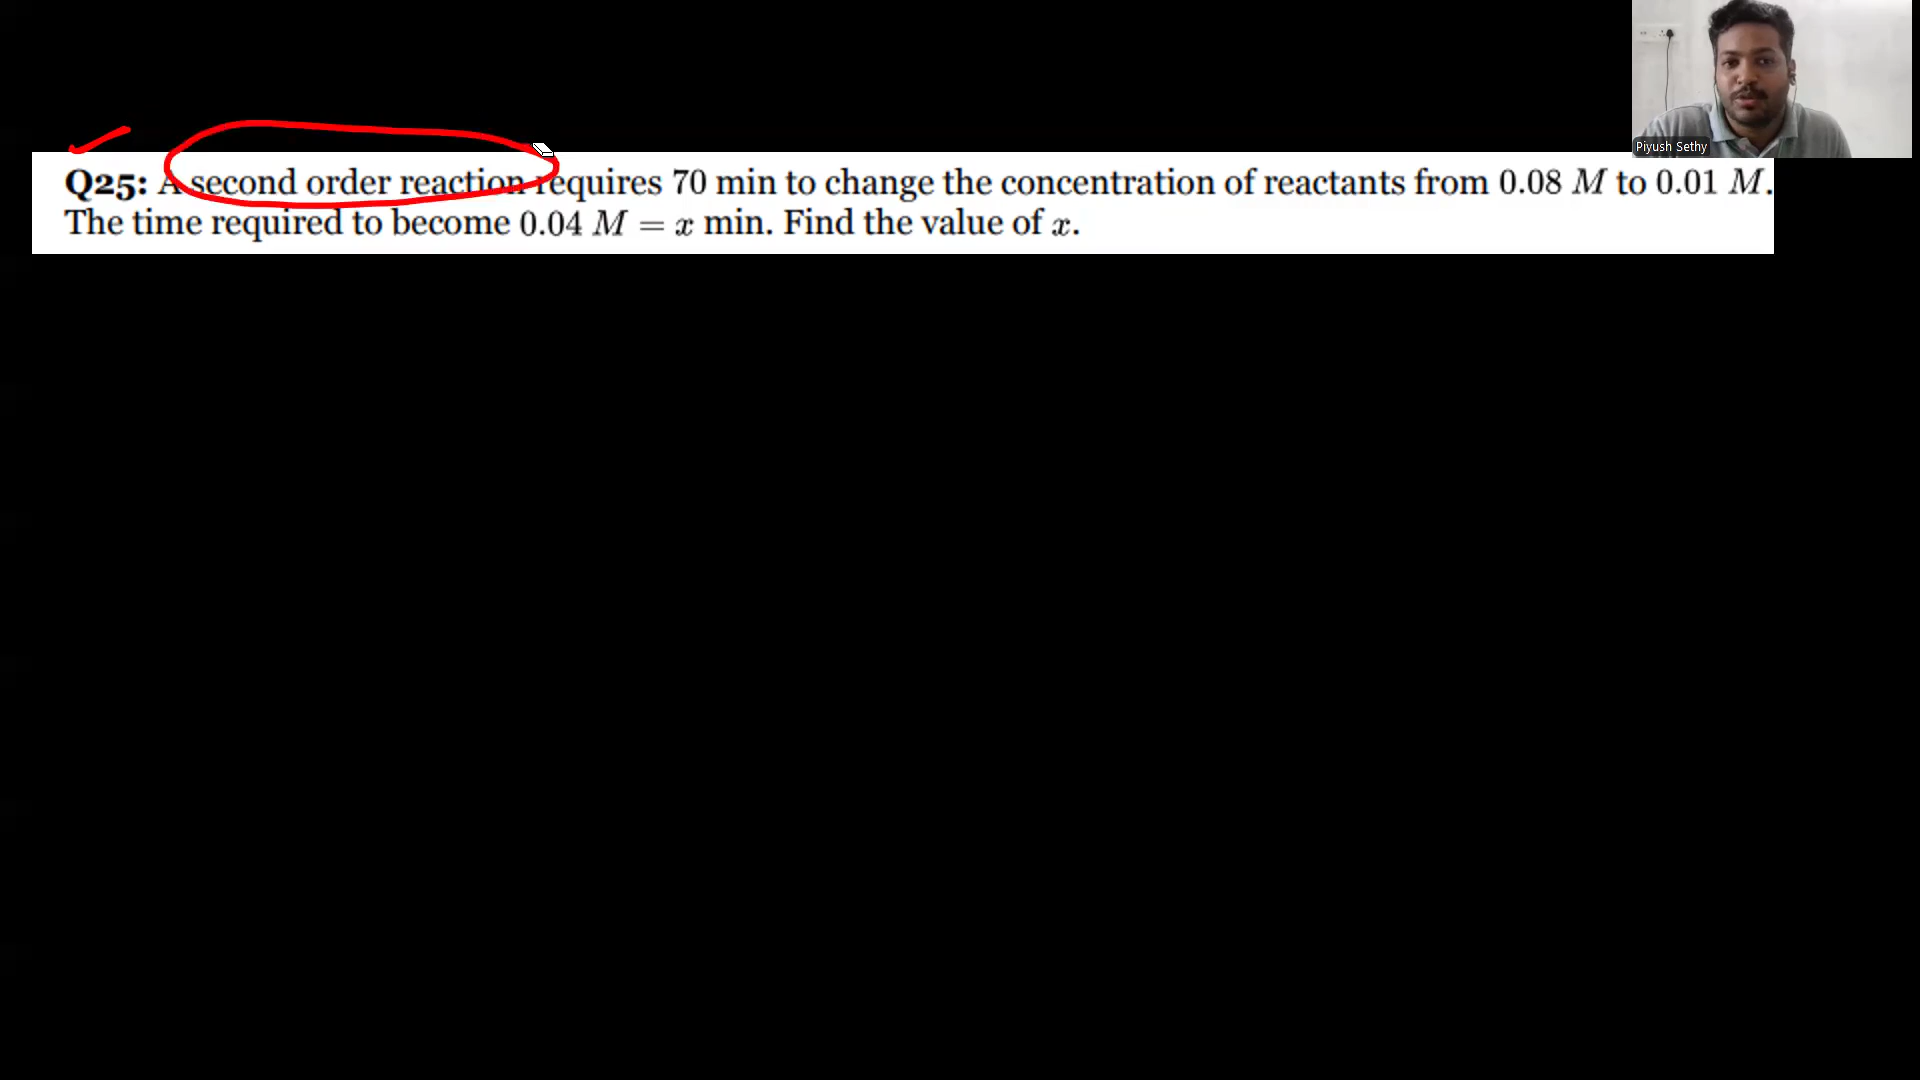 Piyush Sethy
Q25: A second order reaction requires 70 min to change the concentration of reactants from 0.08 M to 0.01 M.
The time required to become 0.04 M = x min. Find the value of x.